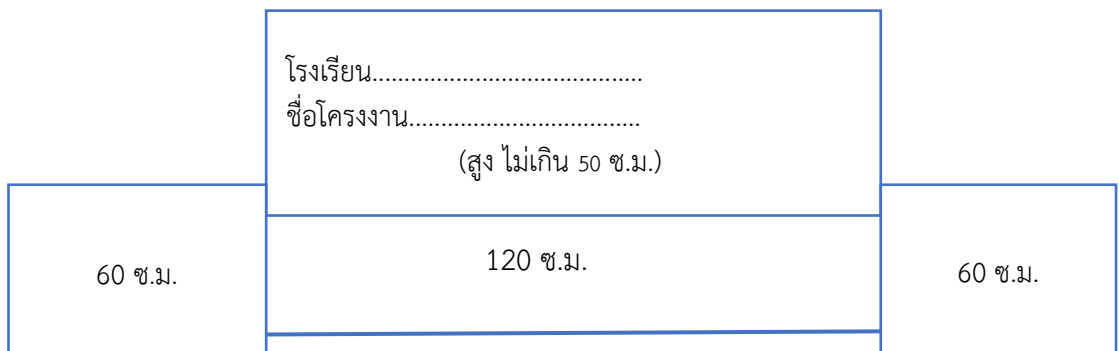 โรงเรียน..........................................
ชื่อโครงงาน....................................
(สูง ไม่เกิน 50 ซ.ม.)
60 ซ.ม.
120 ซ.ม.
60 ซ.ม.